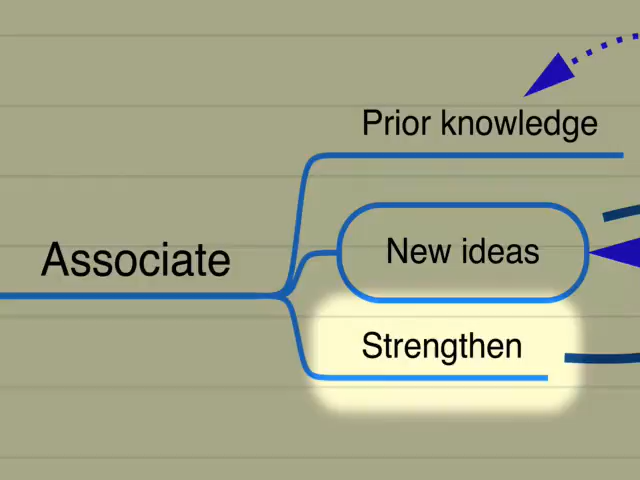 Prior knowledge
Associate
New ideas
Strengthen